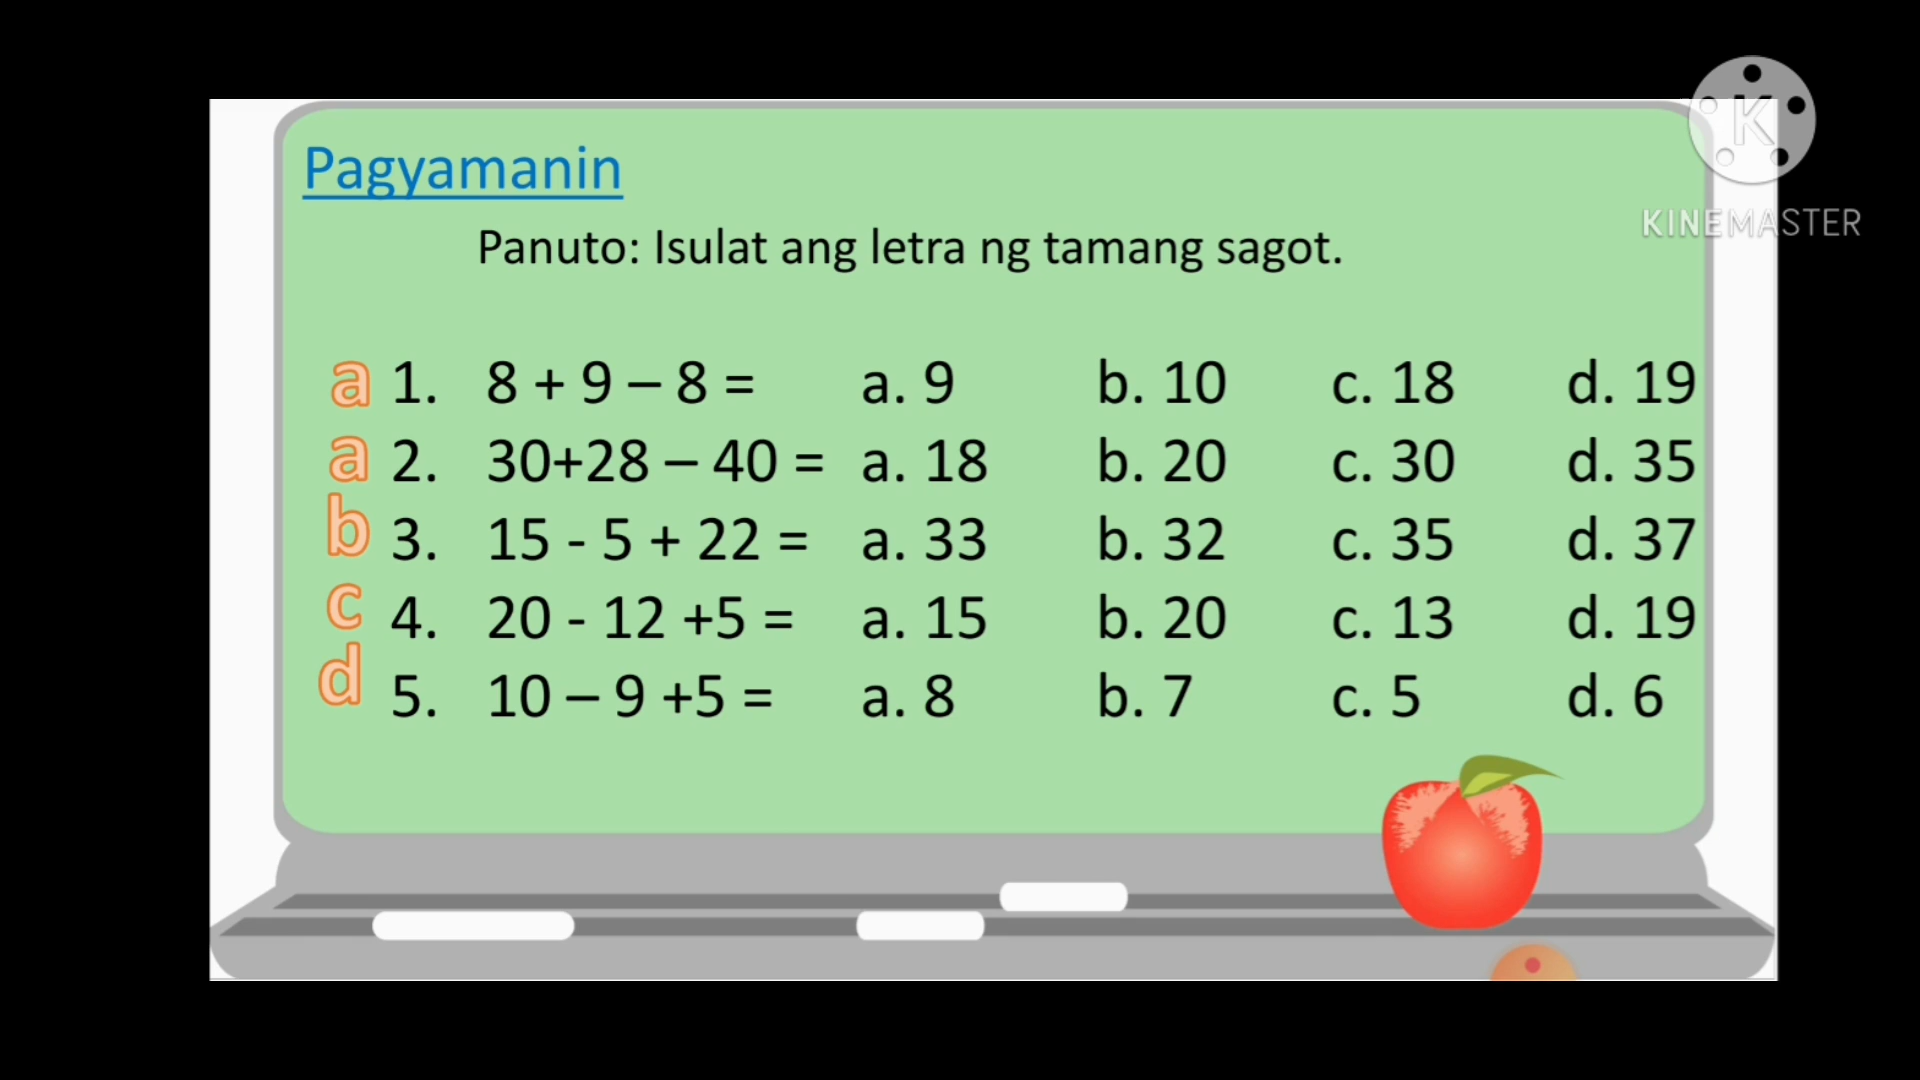 Pagyamanin
K
KINEMASTER
Panuto: Isulat ang letra ng tamang sagot.
a 1. 8 + 9 – 8 = a. 9 b. 10 c. 18 d. 19
a 2. 30+28 – 40 = a. 18 b. 20 c. 30 d. 35
b 3. 15 - 5 + 22 = a. 33 b. 32 c. 35 d. 37
c 4. 20 - 12 +5 = a. 15 b. 20 c. 13 d. 19
d 5. 10 – 9 +5 = a. 8 b. 7 c. 5 d. 6